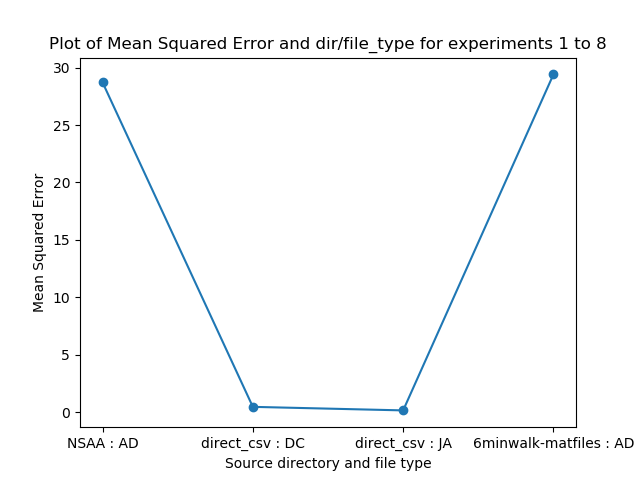 Plot of Mean Squared Error and dir/file_type for experiments 1 to 8
30
25
20
15
10
5
0
Mean Squared Error
NSAA : AD
direct_csv : DC
direct_csv : JA
6minwalk-matfiles : AD
Source directory and file type